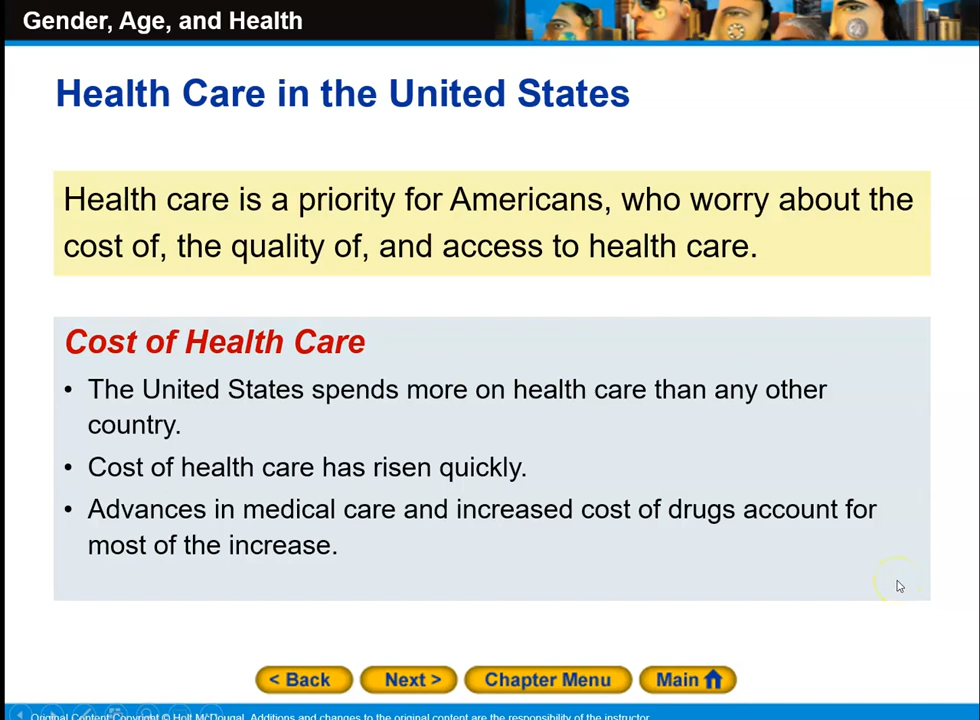 Gender, Age, and Health
Health Care in the United States
Health care is a priority for Americans, who worry about the
cost of, the quality of, and access to health care.
Cost of Health Care
• The United States spends more on health care than any other
country.
• Cost of health care has risen quickly.
• Advances in medical care and increased cost of drugs account for
most of the increase.
< Back Next > Chapter Menu Main
Original Content Copyright © Holt McDougal. Additions and changes to the original content are the responsibility of the instructor.